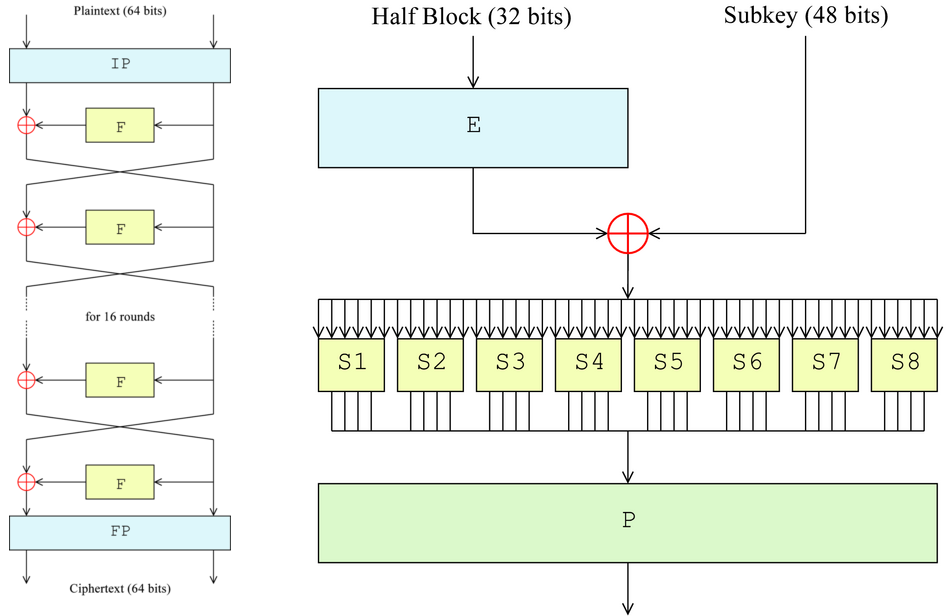 Plaintext (64 bits)
IP
F
F
for 16 rounds
F
F
FP
Ciphertext (64 bits)
Half Block (32 bits)
Subkey (48 bits)
E
S1 S2 S3 S4 S5 S6 S7 S8
P